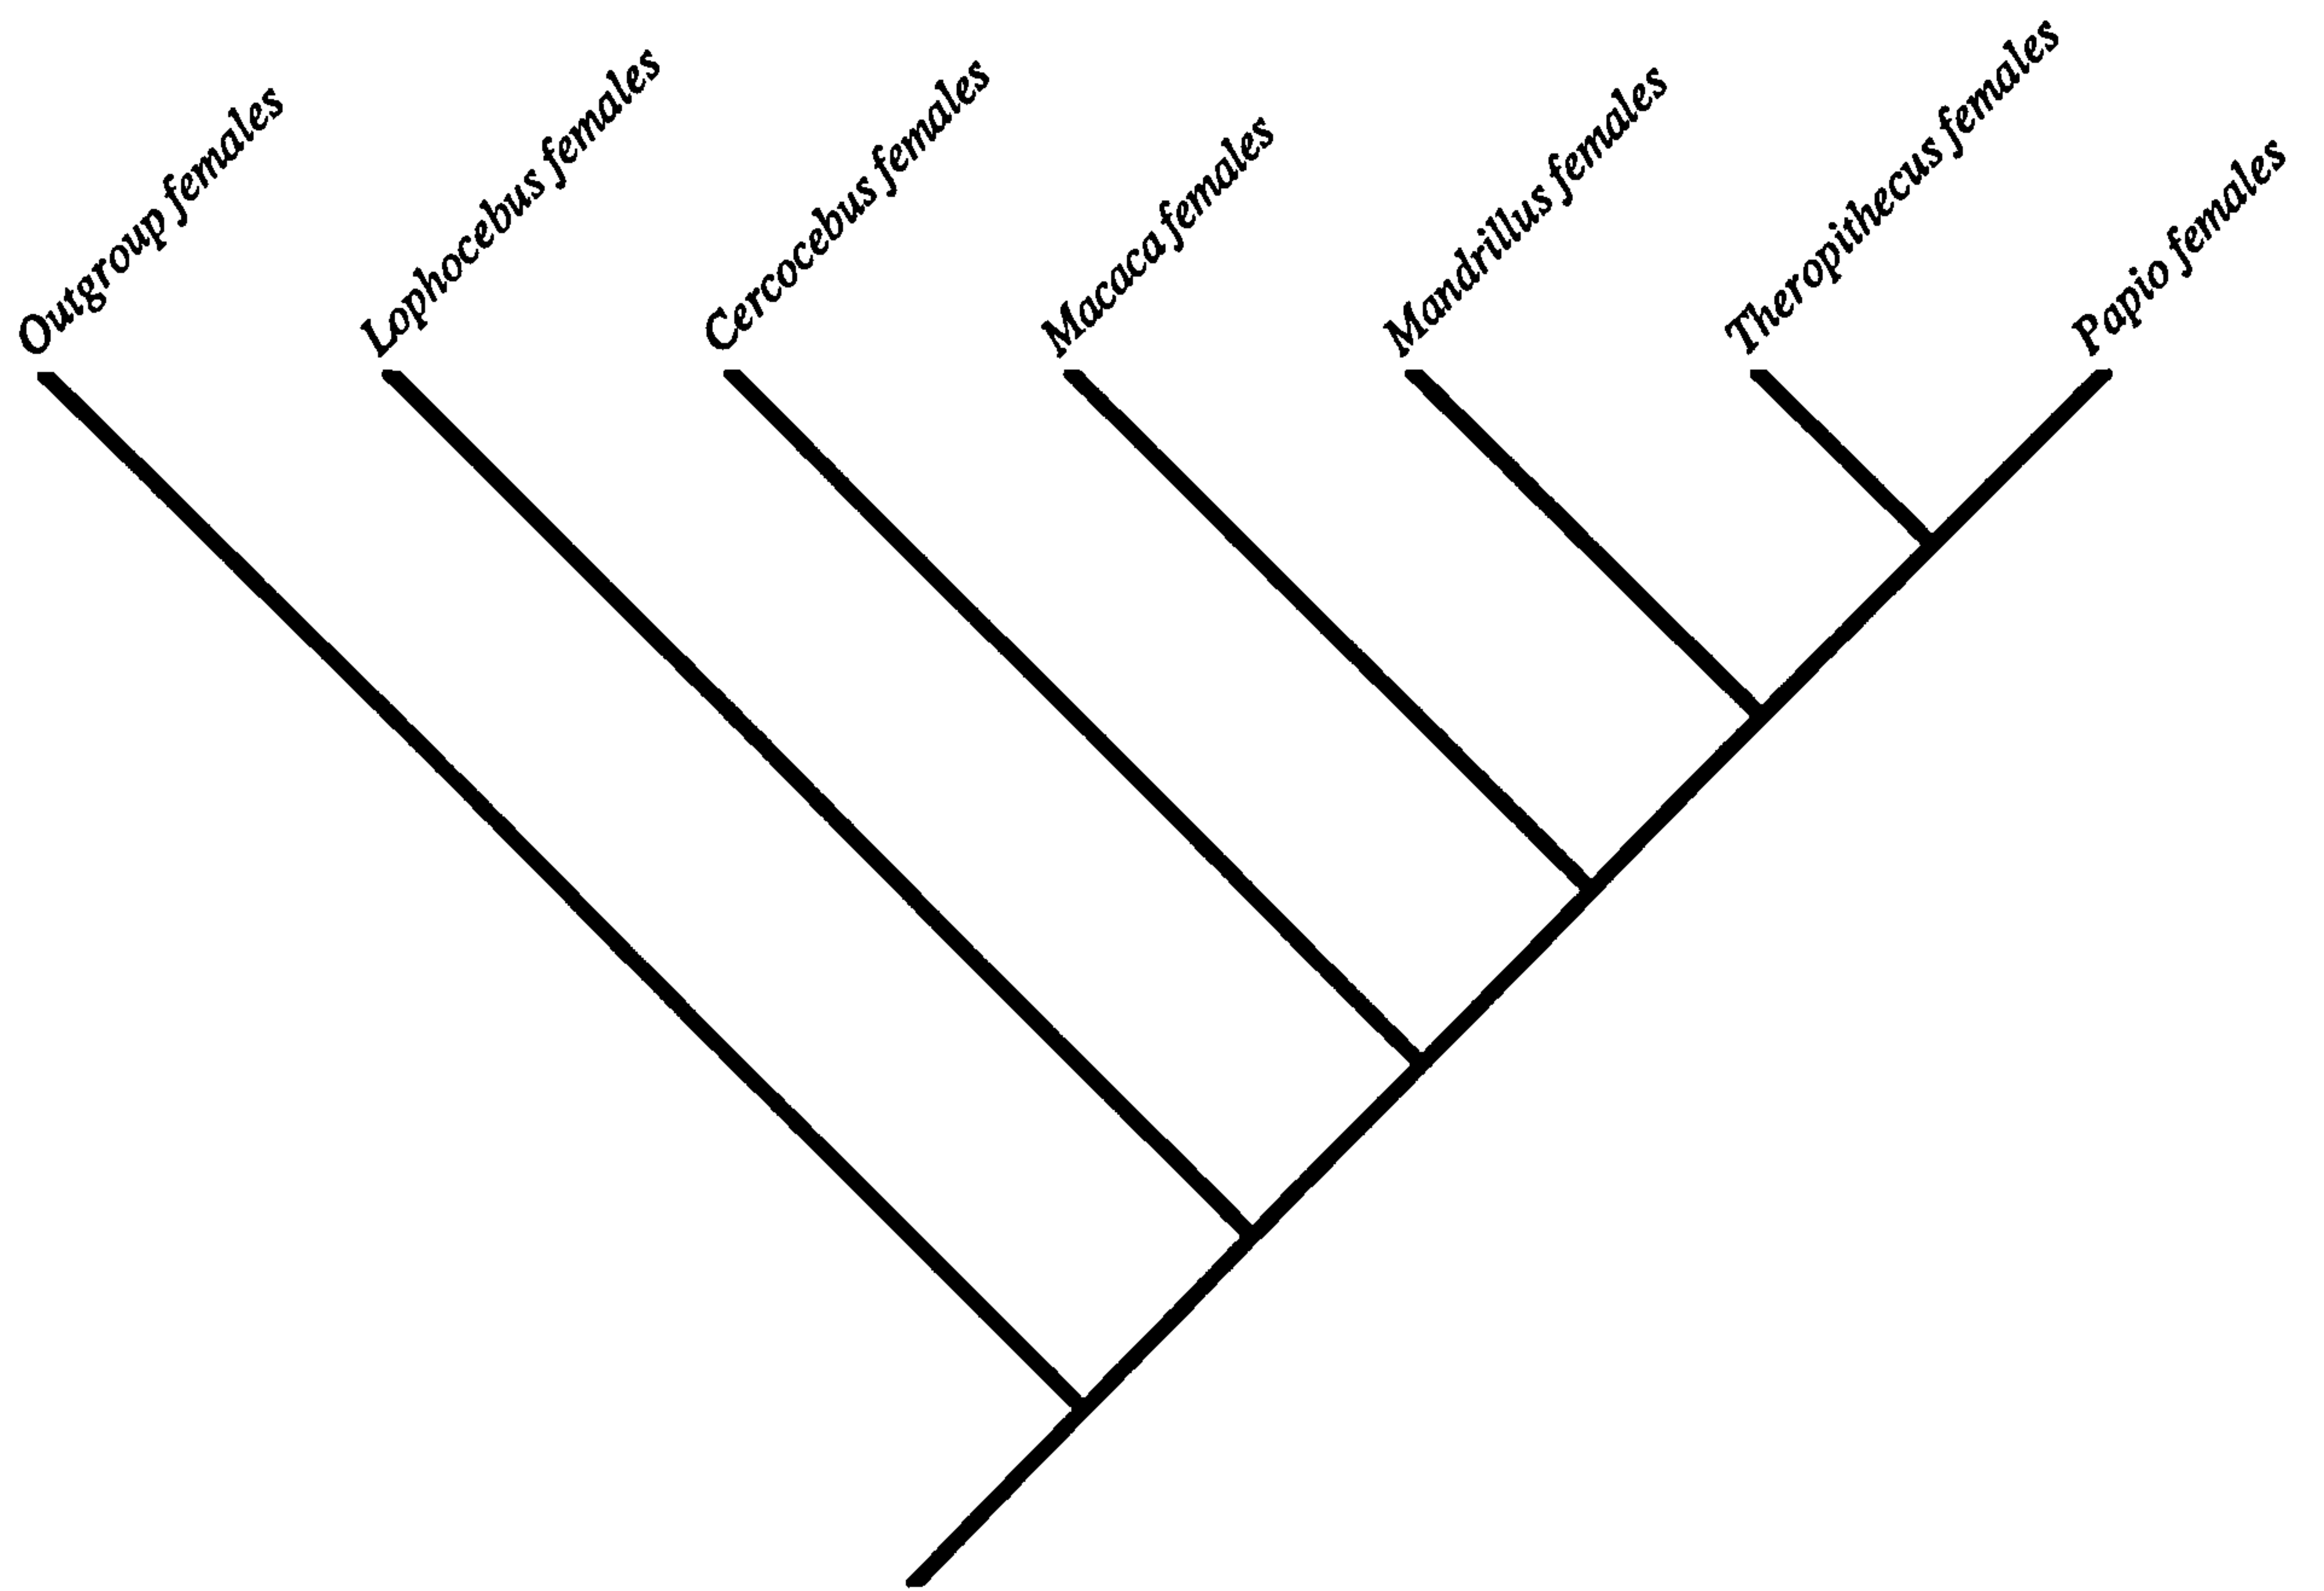 Outgroup females
Lophocebus females
Cercocebus females
Macaca females
Mandrillus females
Theropithecus females
Papio females